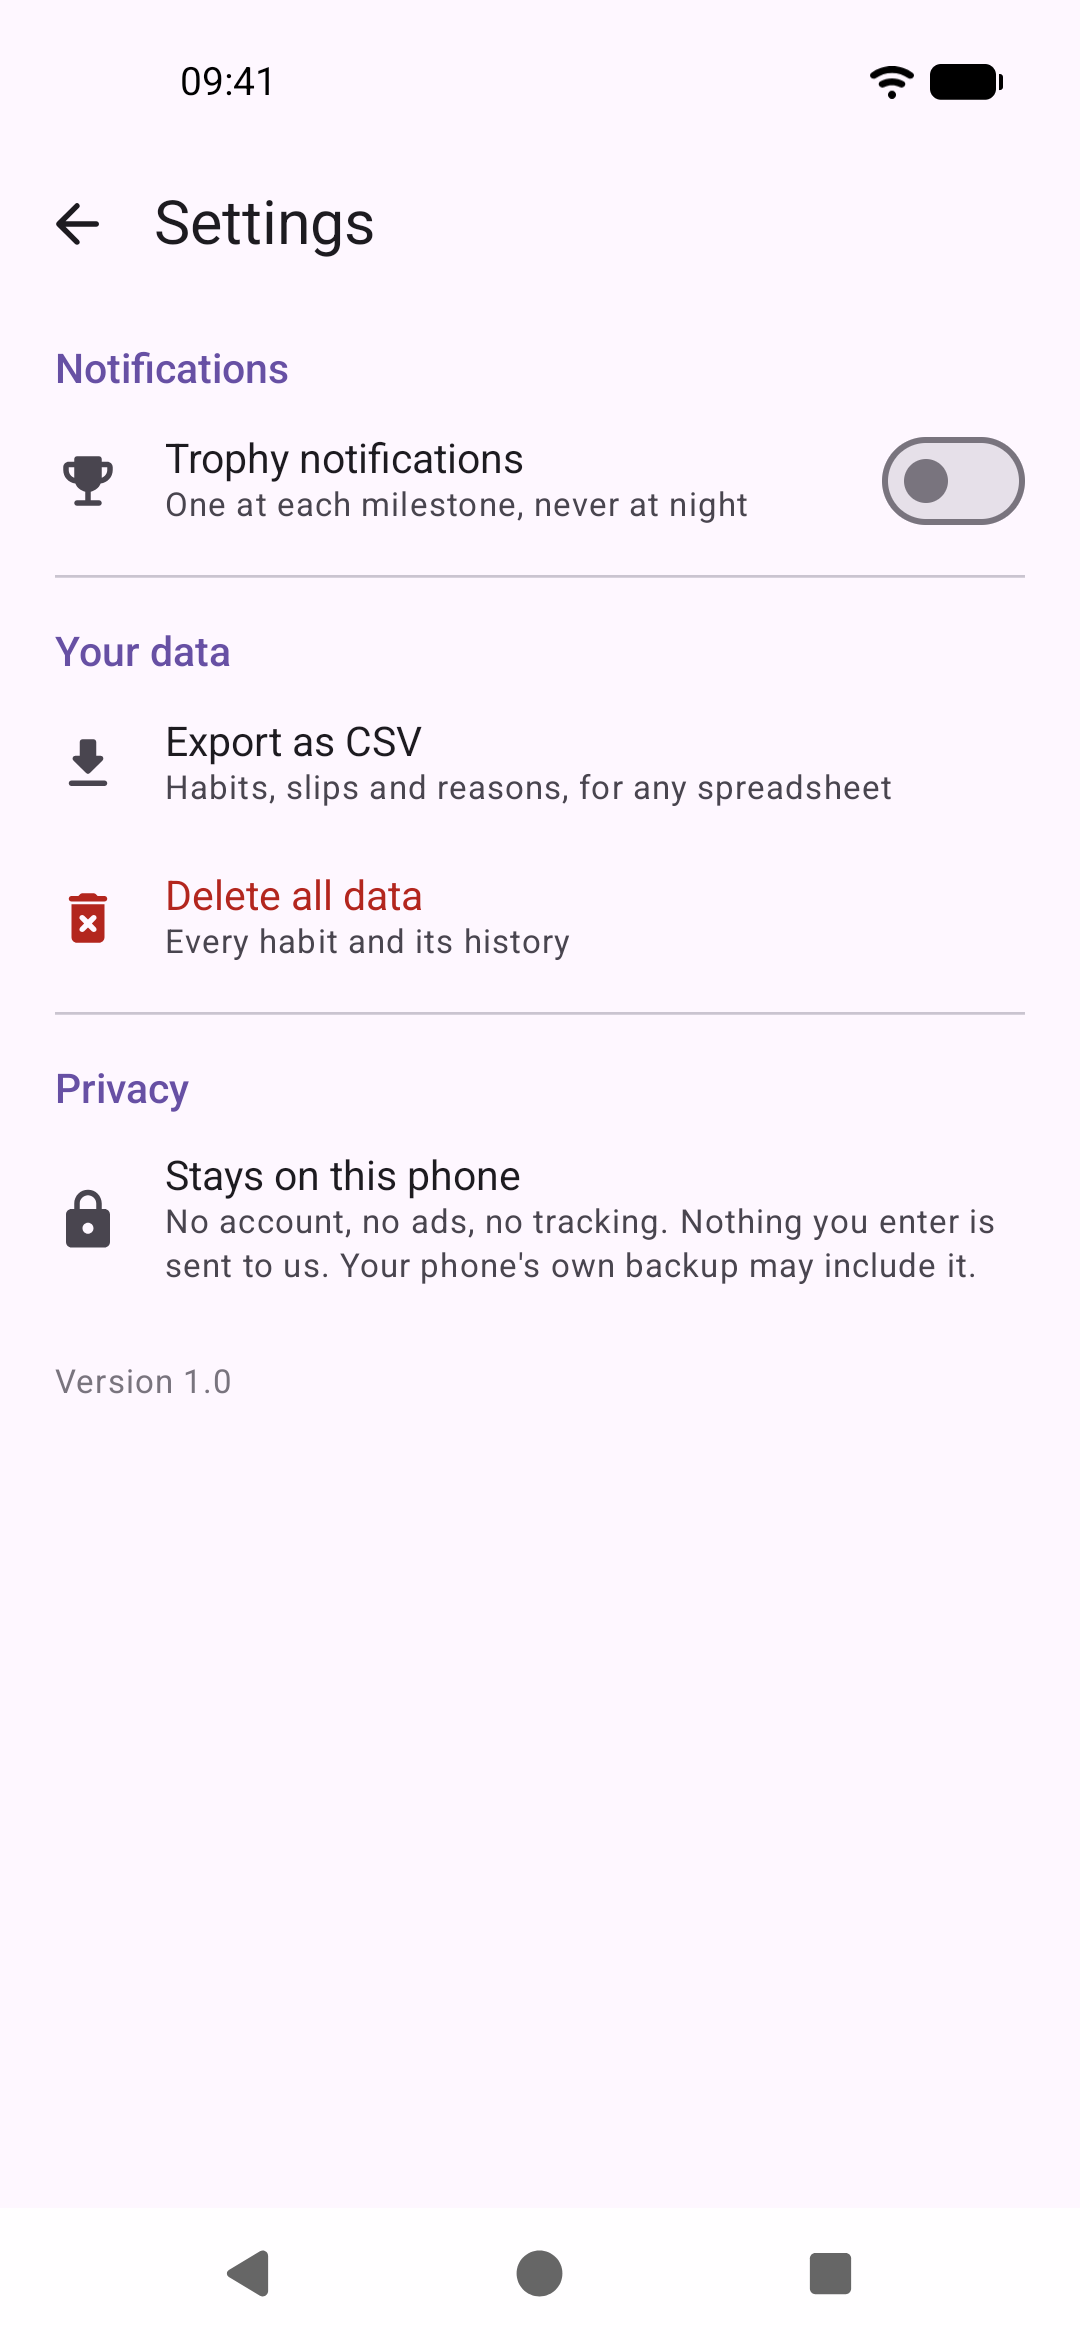 09:41
Settings
Notifications
Trophy notifications
One at each milestone, never at night
Your data
Export as CSV
Habits, slips and reasons, for any spreadsheet
Delete all data
Every habit and its history
Privacy
Stays on this phone
No account, no ads, no tracking. Nothing you enter is
sent to us. Your phone's own backup may include it.
Version 1.0